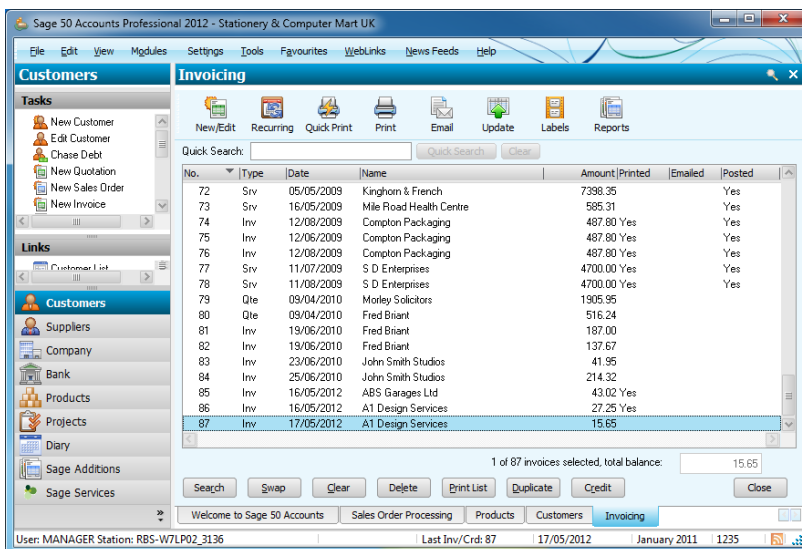 Sage 50 Accounts Professional 2012 - Stationery & Computer Mart UK
File Edit View Modules Settings Tools Favourites WebLinks News Feeds Help
Customers
Tasks
New Customer
Edit Customer
Chase Debt
New Quotation
New Sales Order
New Invoice
Links
Customer List
Customers
Suppliers
Company
Bank
Products
Projects
Diary
Sage Additions
Sage Services
Invoicing
New/Edit Recurring Quick Print Print Email Update Labels Reports
Quick Search: Quick Search Clear
No. Type Date Name Amount Printed Emailed Posted
72 Srv 05/05/2009 Kinghorn & French 7398.35 Yes
73 Srv 16/05/2009 Mile Road Health Centre 585.31 Yes
74 Inv 12/08/2009 Compton Packaging 487.80 Yes Yes
75 Inv 12/06/2009 Compton Packaging 487.80 Yes Yes
76 Inv 12/08/2009 Compton Packaging 487.80 Yes Yes
77 Srv 11/07/2009 S D Enterprises 4700.00 Yes Yes
78 Srv 11/08/2009 S D Enterprises 4700.00 Yes Yes
79 Qte 09/04/2010 Morley Solicitors 1905.95
80 Qte 09/04/2010 Fred Briant 516.24
81 Inv 19/06/2010 Fred Briant 187.00
82 Inv 19/06/2010 Fred Briant 137.67
83 Inv 23/06/2010 John Smith Studios 41.95
84 Inv 25/06/2010 John Smith Studios 214.32
85 Inv 16/05/2012 ABS Garages Ltd 43.02 Yes
86 Inv 16/05/2012 A1 Design Services 27.25 Yes
87 Inv 17/05/2012 A1 Design Services 15.65
1 of 87 invoices selected, total balance: 15.65
Search Swap Clear Delete Print List Duplicate Credit Close
Welcome to Sage 50 Accounts Sales Order Processing Products Customers Invoicing
User: MANAGER Station: RBS-W7LP02_3136 Last Inv/Crd: 87 17/05/2012 January 2011 1235